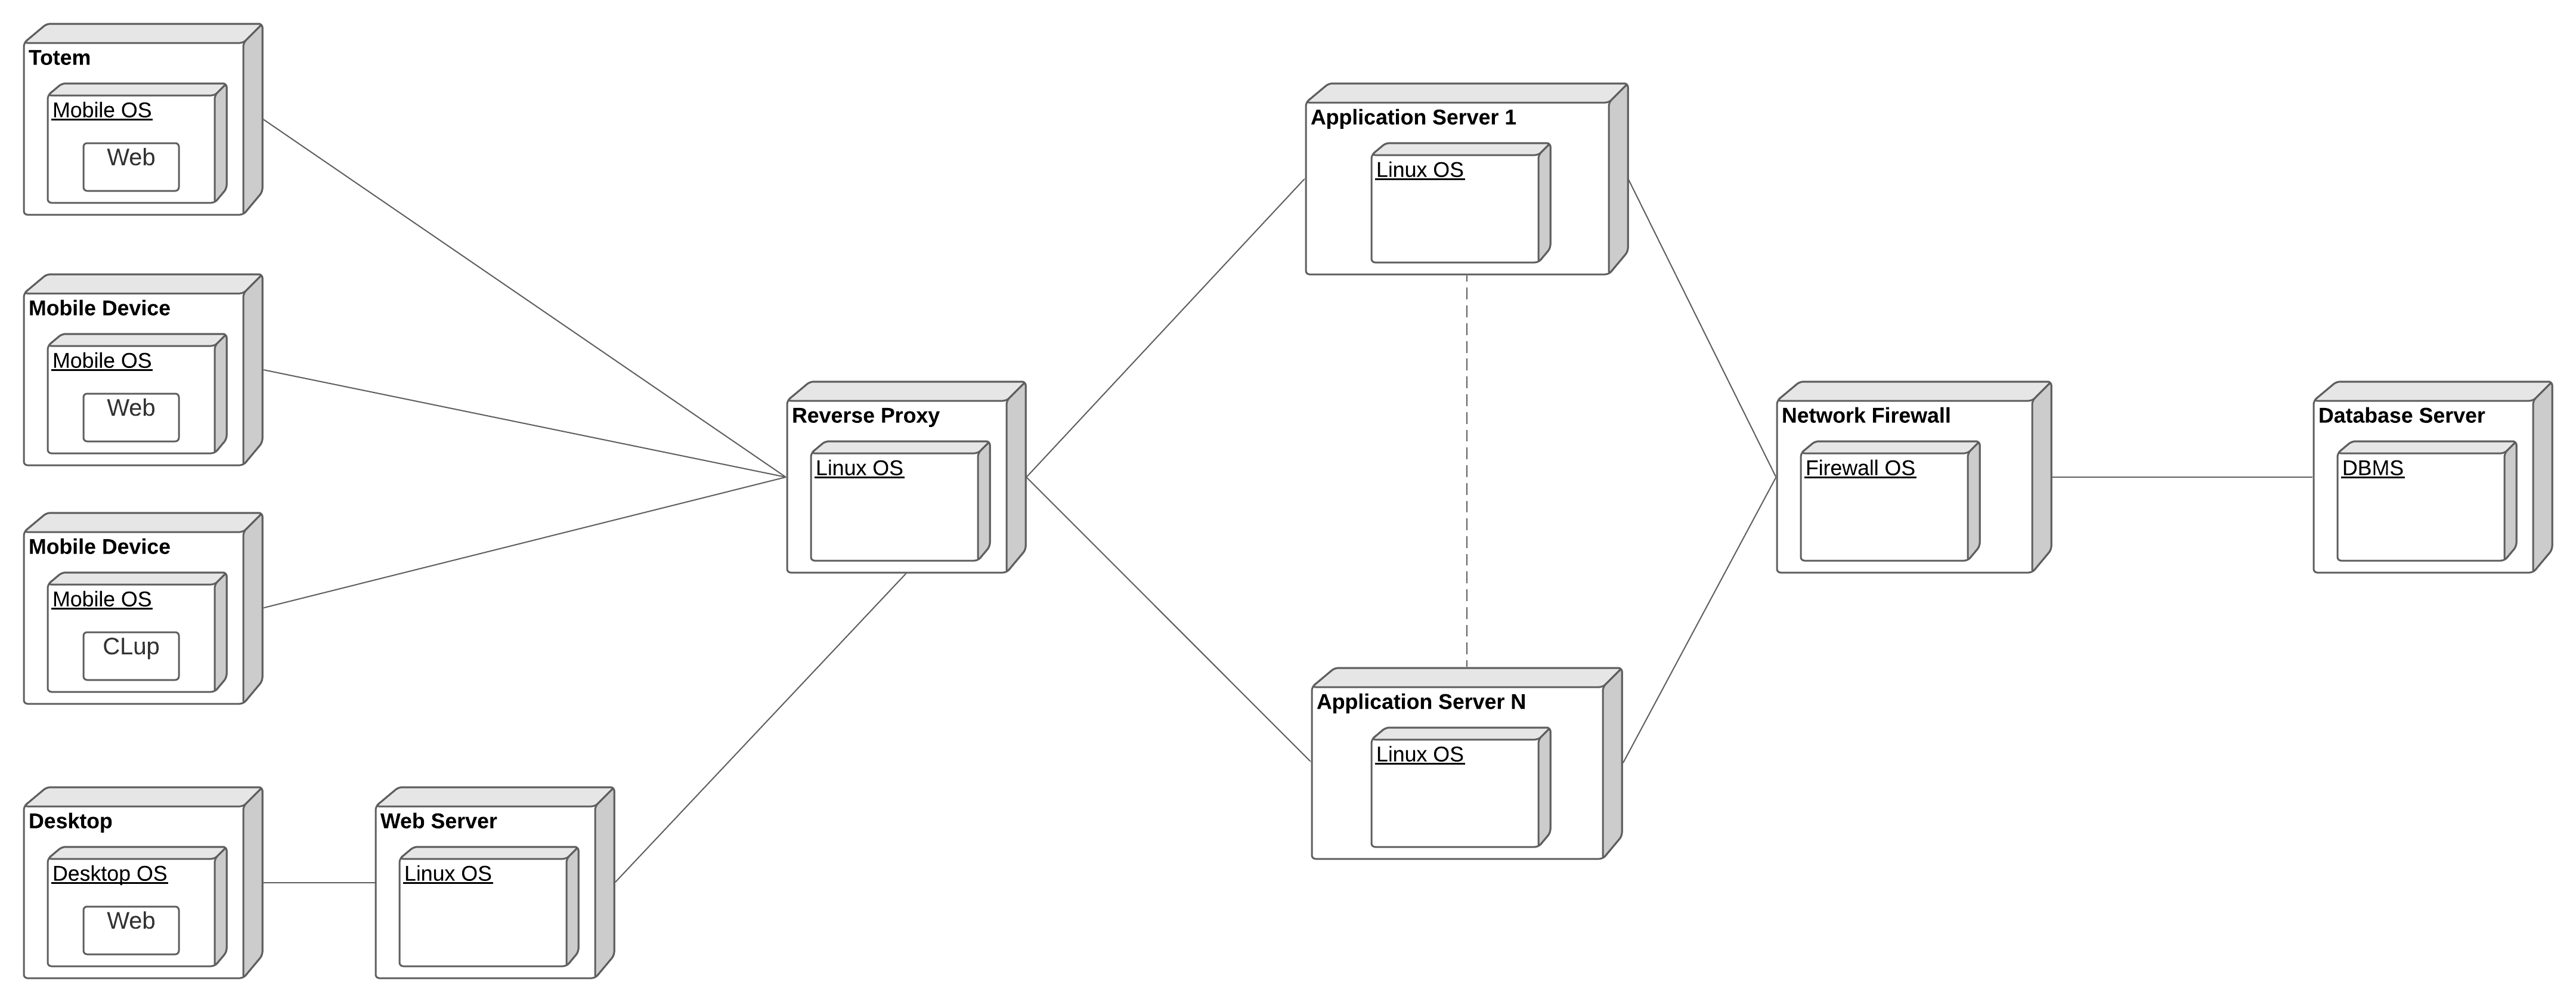 Totem
Mobile OS
Web
Mobile Device
Mobile OS
Web
Mobile Device
Mobile OS
CLup
Desktop
Desktop OS
Web
Web Server
Linux OS
Reverse Proxy
Linux OS
Application Server 1
Linux OS
Application Server N
Linux OS
Network Firewall
Firewall OS
Database Server
DBMS